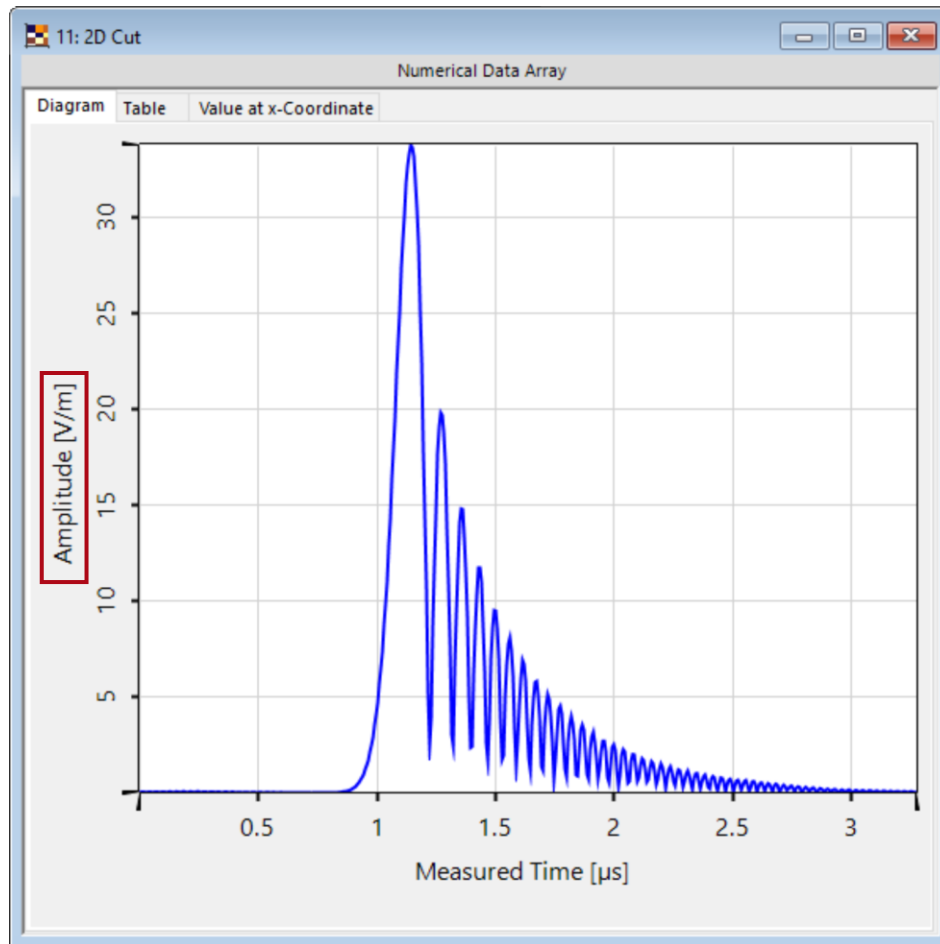 11: 2D Cut
Numerical Data Array
Diagram Table Value at x-Coordinate
30
25
20
15
10
5
Amplitude [V/m]
0.5 1 1.5 2 2.5 3
Measured Time [µs]